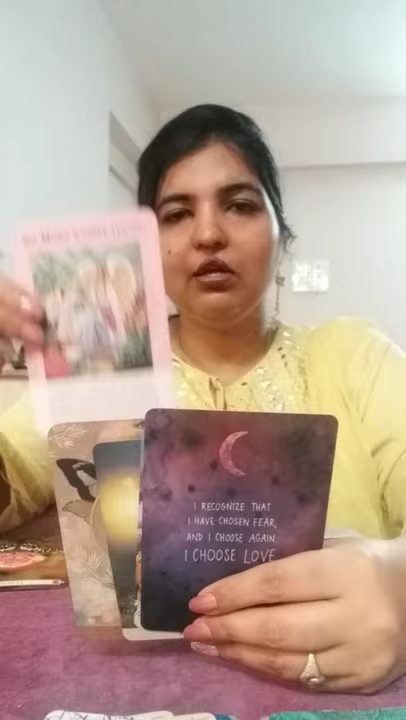 I RECOGNIZE THAT
I HAVE CHOSEN FEAR,
AND I CHOOSE AGAIN.
I CHOOSE LOVE